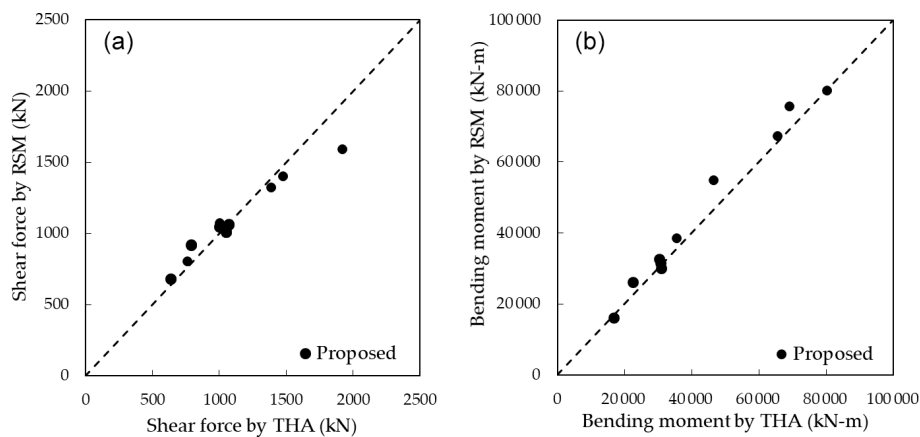 (a)
Shear force by RSM (kN)
2500
2000
1500
1000
500
0
Proposed
0 500 1000 1500 2000 2500
Shear force by THA (kN)
(b)
Bending moment by RSM (kN-m)
100 000
80 000
60 000
40 000
20 000
0
Proposed
0 20 000 40 000 60 000 80 000 100 000
Bending moment by THA (kN-m)